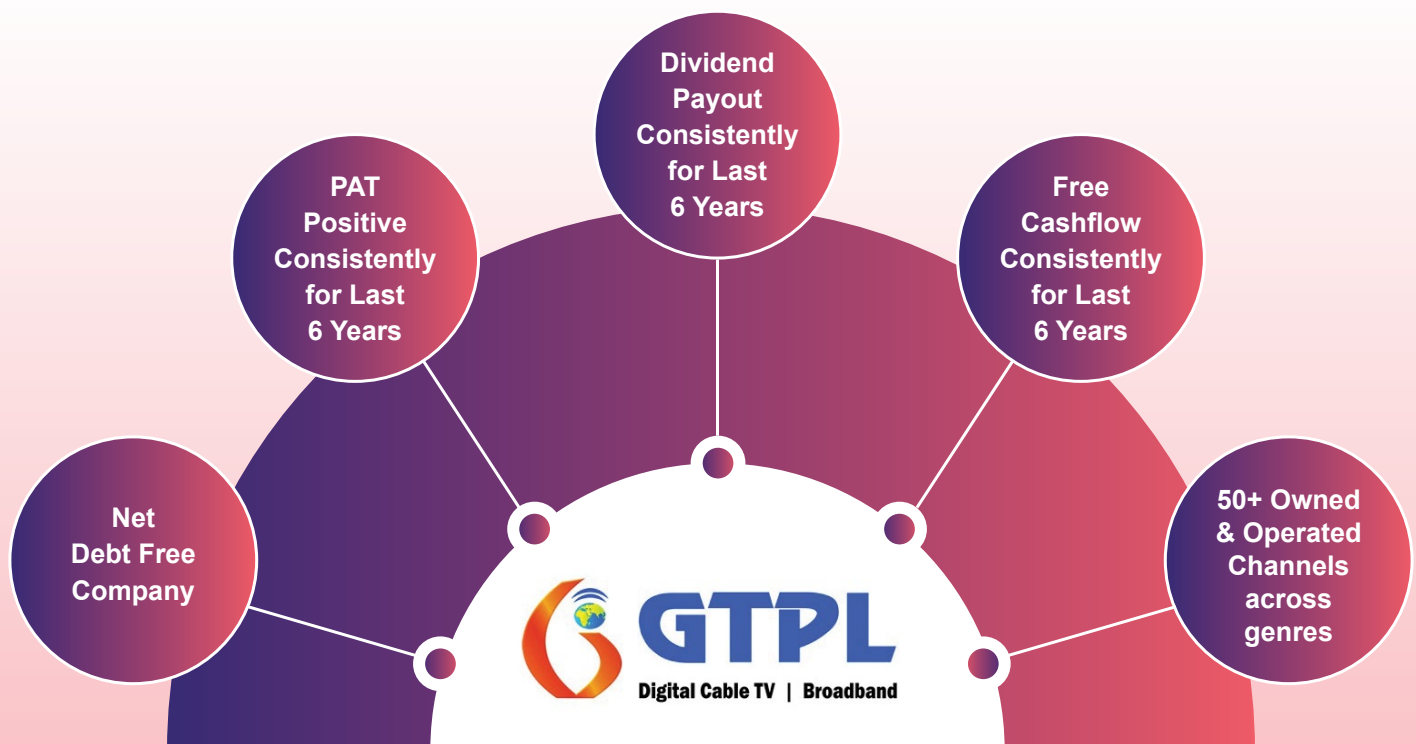 Net
Debt Free
Company
PAT
Positive
Consistently
for Last
6 Years
Dividend
Payout
Consistently
for Last
6 Years
Free
Cashflow
Consistently
for Last
6 Years
50+ Owned
& Operated
Channels
across
genres
GTPL
Digital Cable TV | Broadband